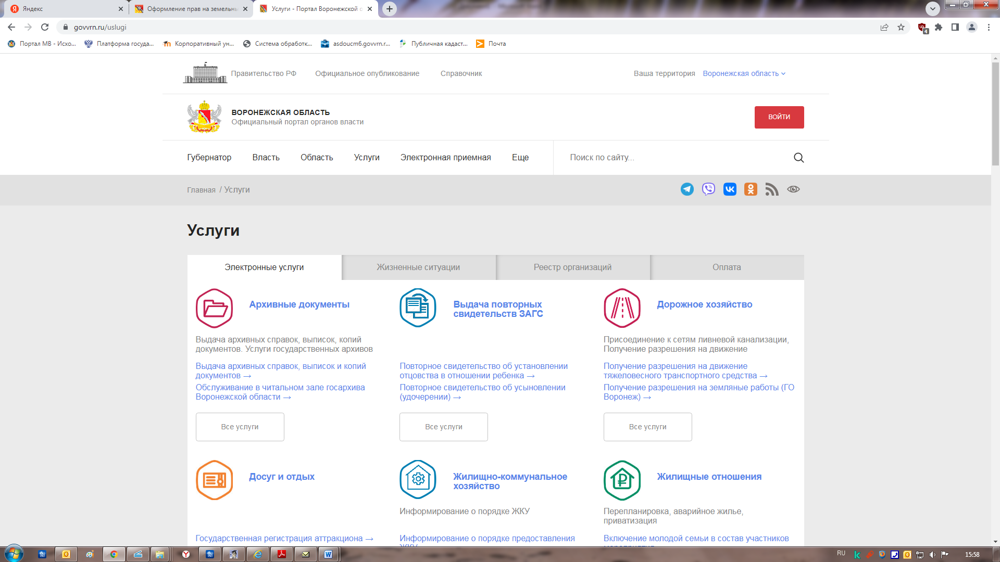 Яндекс
Оформление прав на земельны
Услуги - Портал Воронежской о
govvrn.ru/uslugi
4
Портал МВ - Исхо...
Платформа госуда...
Корпоративный ун...
Система обработк...
asdoucmб.govvrn.r...
Публичная кадаст...
Почта
Правительство РФ
Официальное опубликование
Справочник
Ваша территория
Воронежская область
ВОРОНЕЖСКАЯ ОБЛАСТЬ
Официальный портал органов власти
ВОЙТИ
Губернатор
Власть
Область
Услуги
Электронная приемная
Еще
Поиск по сайту...
Главная / Услуги
Услуги
Электронные услуги
Жизненные ситуации
Реестр организаций
Оплата
Архивные документы
Выдача архивных справок, выписок, копий
документов. Услуги государственных архивов
Выдача архивных справок, выписок и копий
документов →
Обслуживание в читальном зале госархива
Воронежской области →
Все услуги
Выдача повторных
свидетельств ЗАГС
Повторное свидетельство об установлении
отцовства в отношении ребенка →
Повторное свидетельство об усыновлении
(удочерении) →
Все услуги
Дорожное хозяйство
Присоединение к сетям ливневой канализации,
Получение разрешения на движение
Получение разрешения на движение
тяжеловесного транспортного средства →
Получение разрешения на земляные работы (ГО
Воронеж) →
Все услуги
Досуг и отдых
Государственная регистрация аттракциона →
Жилищно-коммунальное
хозяйство
Информирование о порядке ЖКУ
Информирование о порядке предоставления
ЖКУ
Жилищные отношения
Перепланировка, аварийное жилье,
приватизация
Включение молодой семьи в состав участников
RU
15:58